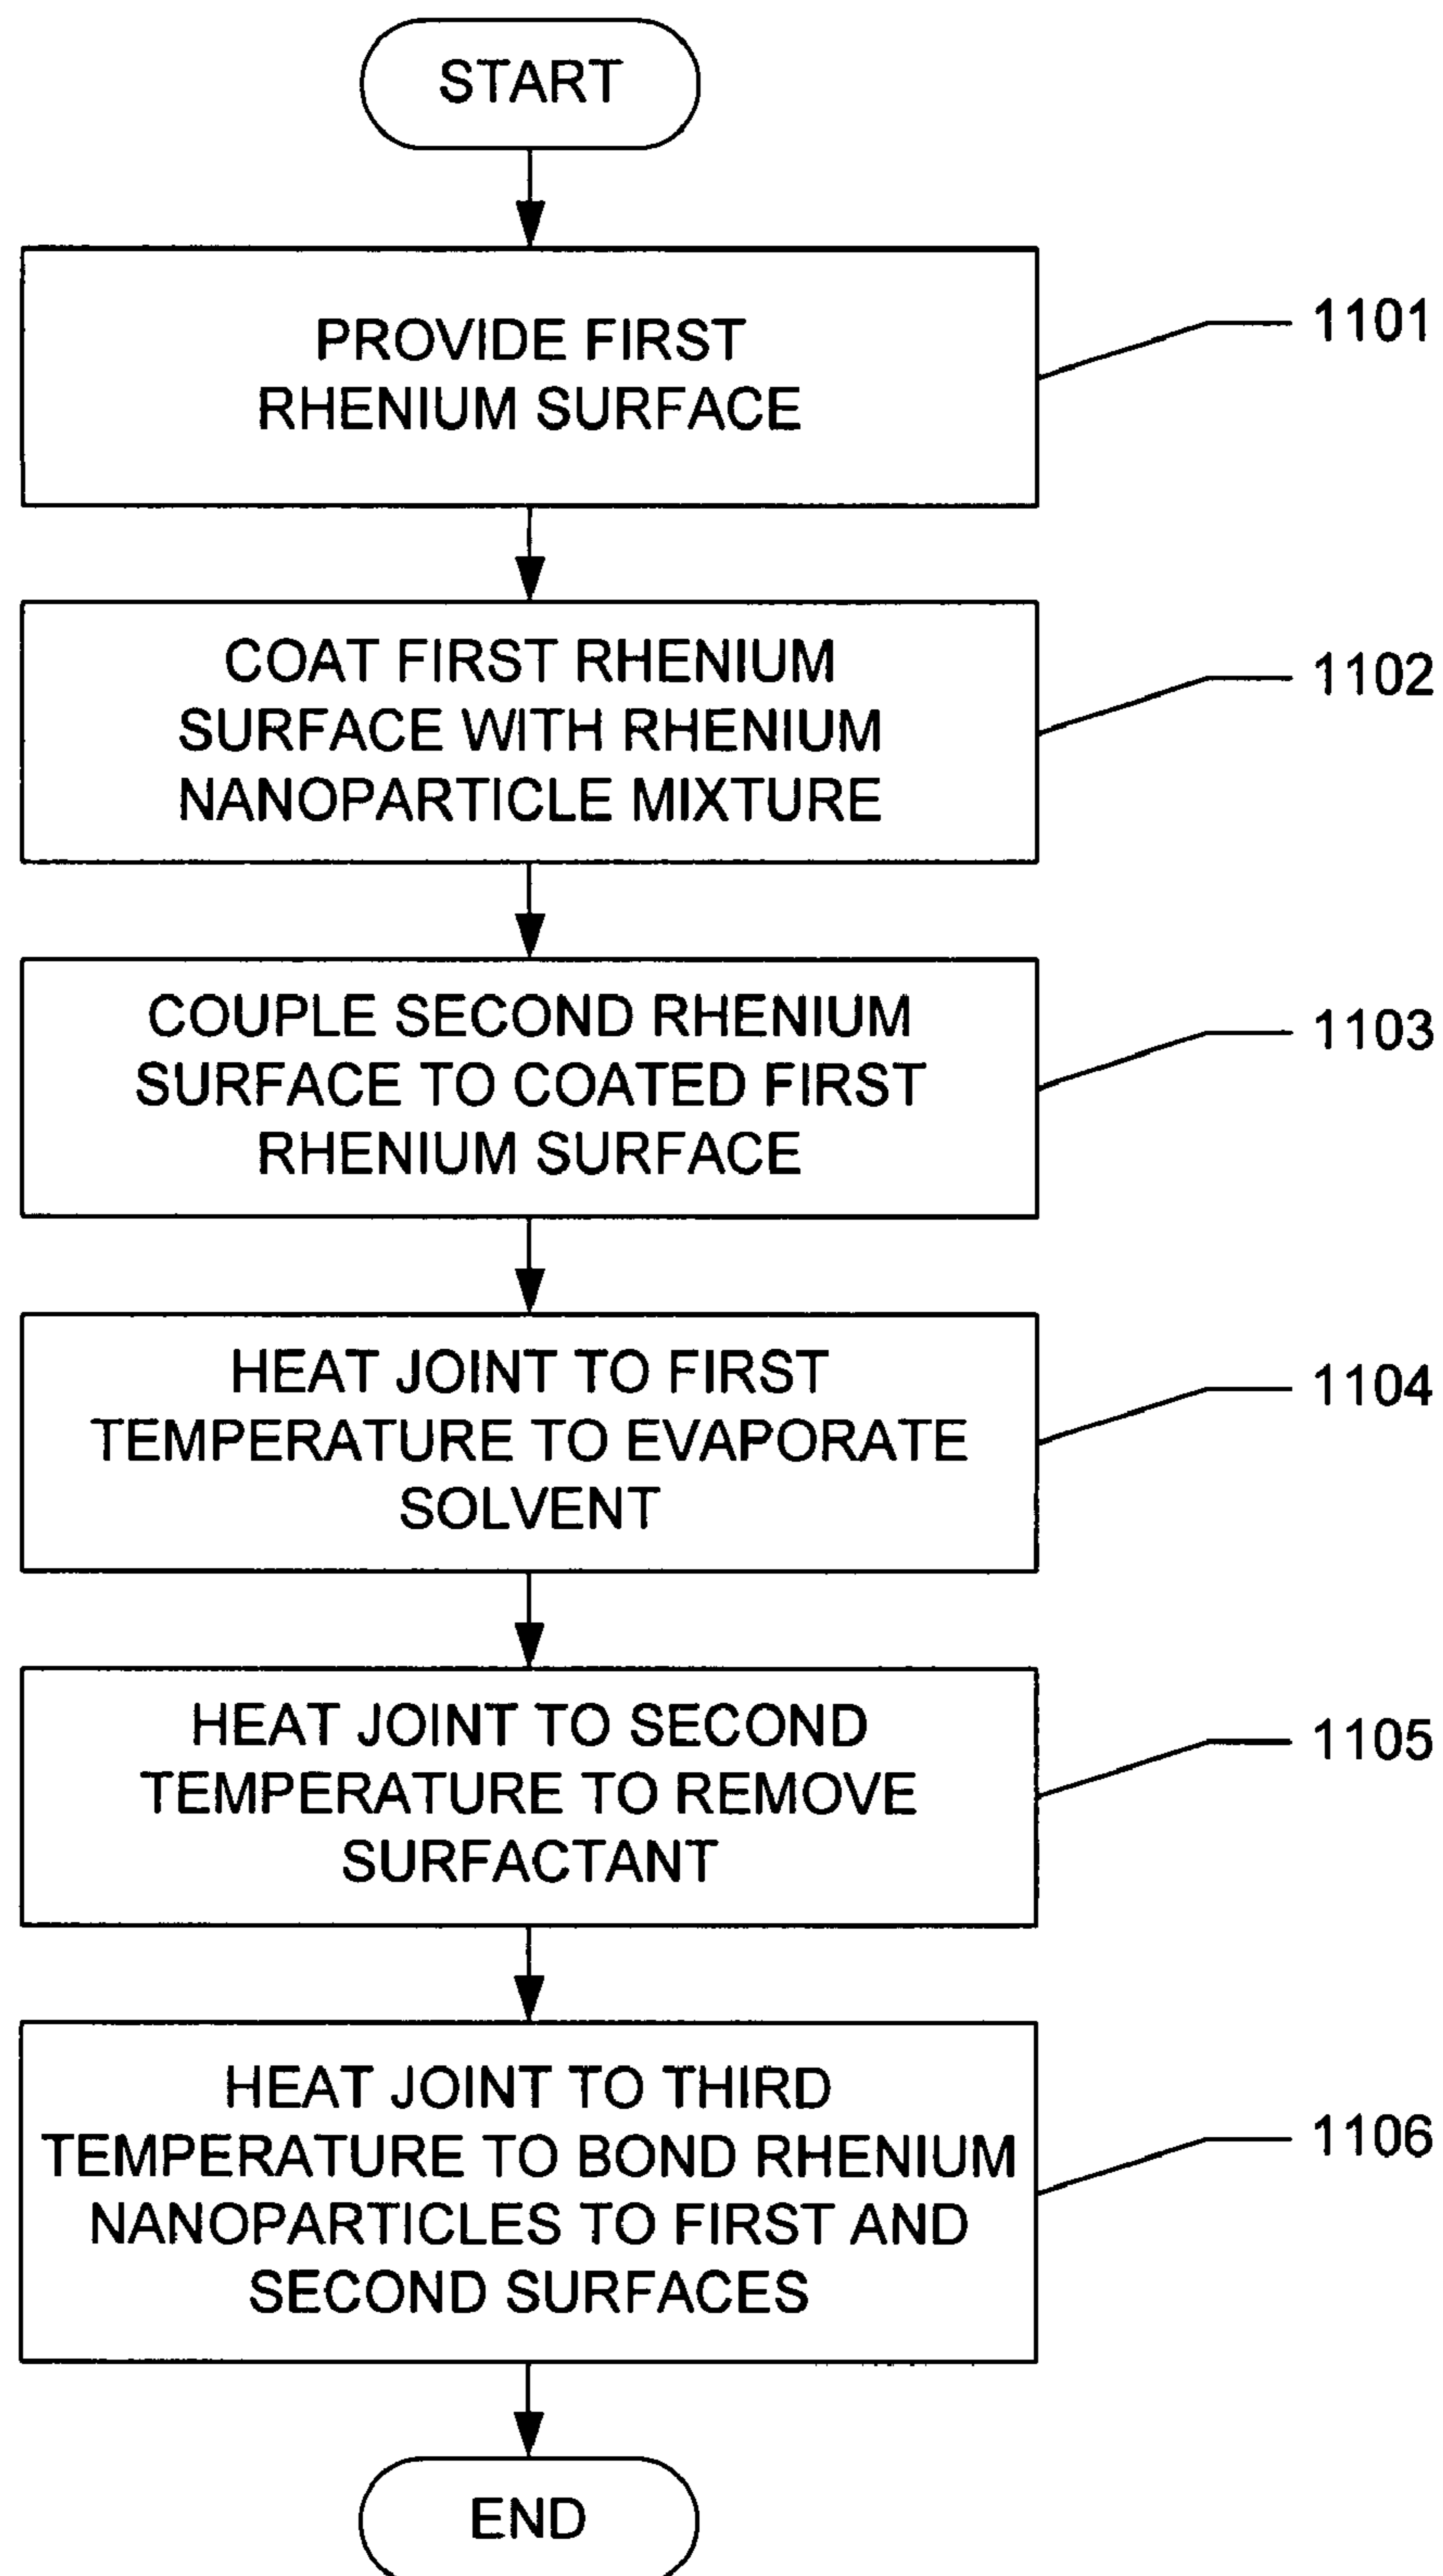 START
PROVIDE FIRST
RHENIUM SURFACE
1101
COAT FIRST RHENIUM
SURFACE WITH RHENIUM
NANOPARTICLE MIXTURE
1102
COUPLE SECOND RHENIUM
SURFACE TO COATED FIRST
RHENIUM SURFACE
1103
HEAT JOINT TO FIRST
TEMPERATURE TO EVAPORATE
SOLVENT
1104
HEAT JOINT TO SECOND
TEMPERATURE TO REMOVE
SURFACTANT
1105
HEAT JOINT TO THIRD
TEMPERATURE TO BOND RHENIUM
NANOPARTICLES TO FIRST AND
SECOND SURFACES
1106
END